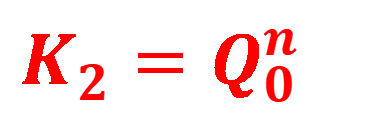 K₂ = Q₀ⁿ